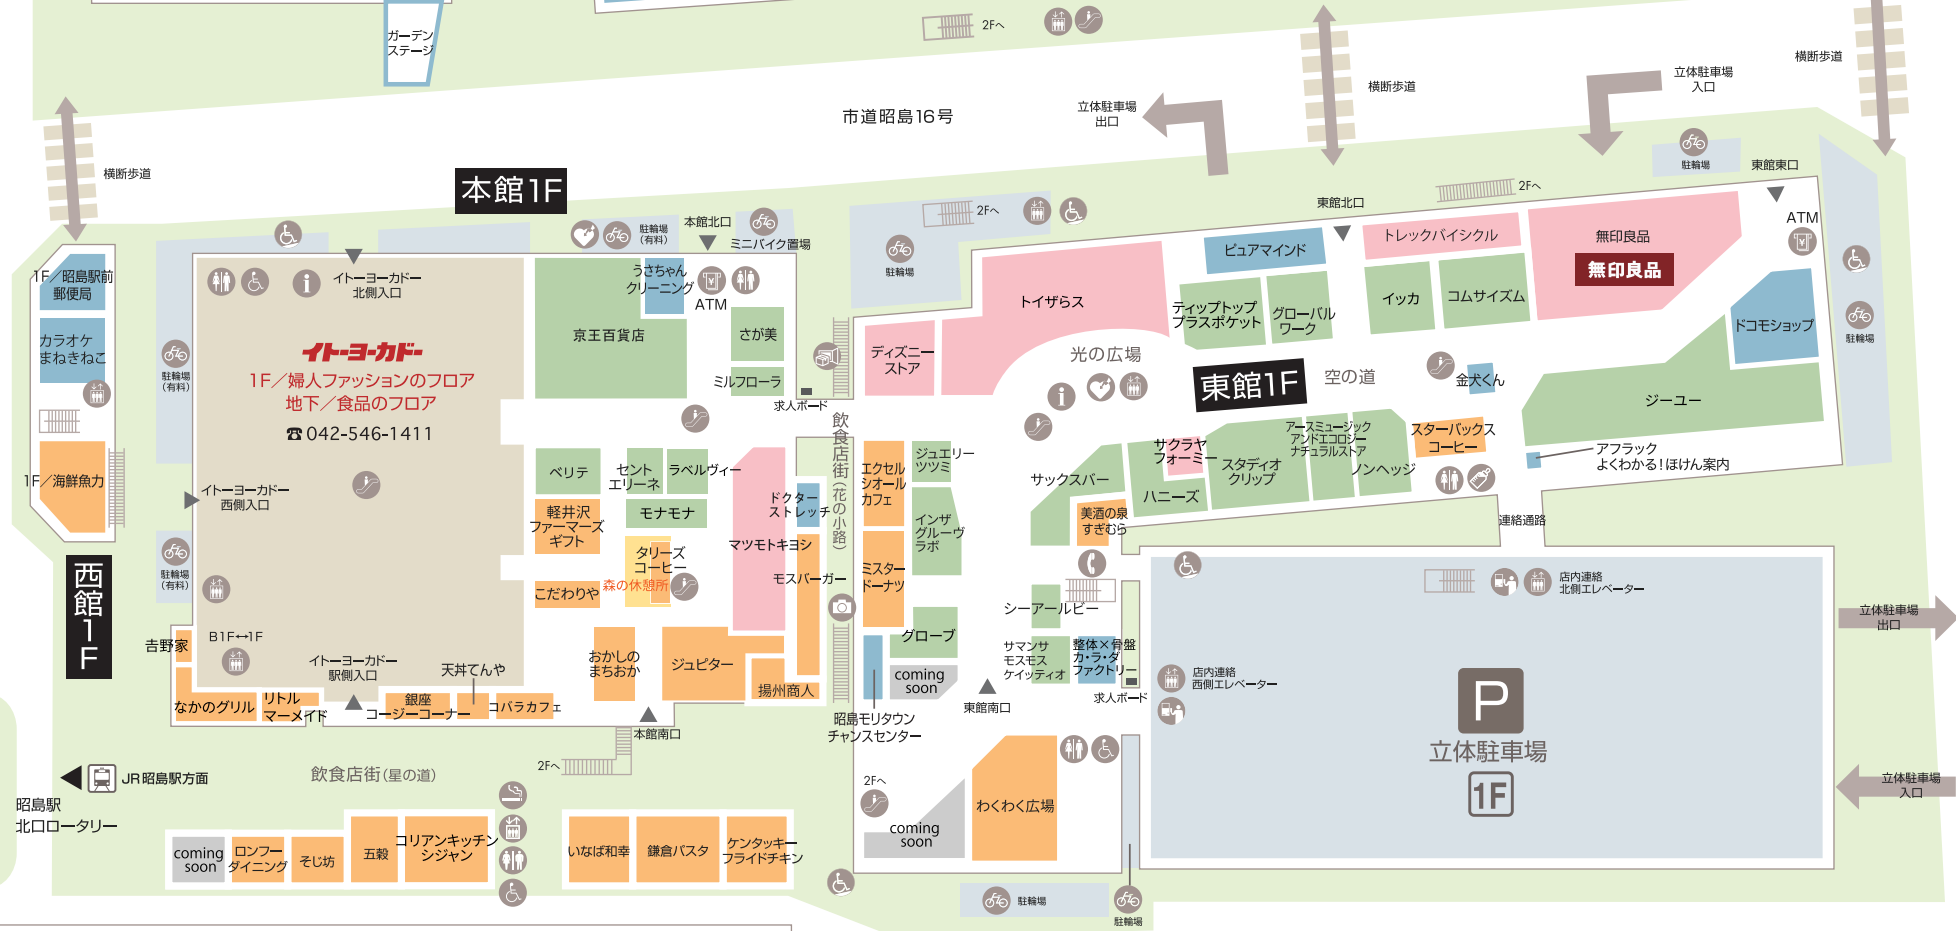 ガーデン
ステージ
2Fへ
横断歩道
横断歩道
立体駐車場
入口
立体駐車場
出口
市道昭島16号
横断歩道
本館1F
駐輪場
東館東口
2Fへ
ATM
東館北口
2Fへ
駐輪場
駐輪場
(有料)
本館北口
ミニバイク置場
1F/昭島駅前
郵便局
カラオケ
まねきねこ
1F/海鮮魚力
西館1F
駐輪場
(有料)
駐輪場
(有料)
イトーヨーカドー
北側入口
イトーヨーカドー
1F/婦人ファッションのフロア
地下/食品のフロア
042-546-1411
イトーヨーカドー
西側入口
B1F↔1F
イトーヨーカドー
駅側入口
うさちゃん
クリーニング
ATM
京王百貨店
さが美
ミルフローラ
求人ボード
ベリテ
セント
エリーネ
ラベルヴィー
モナモナ
軽井沢
ファーマーズ
ギフト
タリーズ
コーヒー
森の休憩所
こだわりや
マツモトキヨシ
ドクター
ストレッチ
モスバーガー
おかしの
まちおか
ジュピター
揚州商人
吉野家
なかのグリル
リトル
マーメイド
銀座
コージーコーナー
天丼てんや
コバラカフェ
本館南口
2Fへ
飲食店街(花の小路)
ディズニー
ストア
トイザらス
光の広場
ピュアマインド
ティップトップ
プラスポケット
グローバル
ワーク
トレックバイシクル
イッカ
コムサイズム
無印良品
無印良品
ドコモショップ
駐輪場
東館1F
空の道
金犬くん
ジーユー
アフラック
よくわかる!ほけん案内
スターバックス
コーヒー
アースミュージック
アンドエコロジー
ナチュラルストア
ノンヘッジ
スタディオ
クリップ
サクラヤ
フォーミー
ハニーズ
サックスバー
美酒の泉
すぎむら
エクセル
シオール
カフェ
ジュエリー
ツツミ
インザ
グルーヴ
ラボ
ミスター
ドーナツ
グローブ
coming
soon
シーアールビー
サマンサ
モスモス
ケイッティオ
整体×骨盤
カ・ラ・ダ
ファクトリー
求人ボード
東館南口
昭島モリタウン
チャンスセンター
2Fへ
coming
soon
わくわく広場
連絡通路
店内連絡
北側エレベーター
店内連絡
西側エレベーター
P
立体駐車場
1F
立体駐車場
出口
立体駐車場
入口
JR昭島駅方面
昭島駅
北口ロータリー
飲食店街(星の道)
coming
soon
ロンフー
ダイニング
そじ坊
五穀
コリアンキッチン
シジャン
いなば和幸
鎌倉パスタ
ケンタッキー
フライドチキン
駐輪場
駐輪場